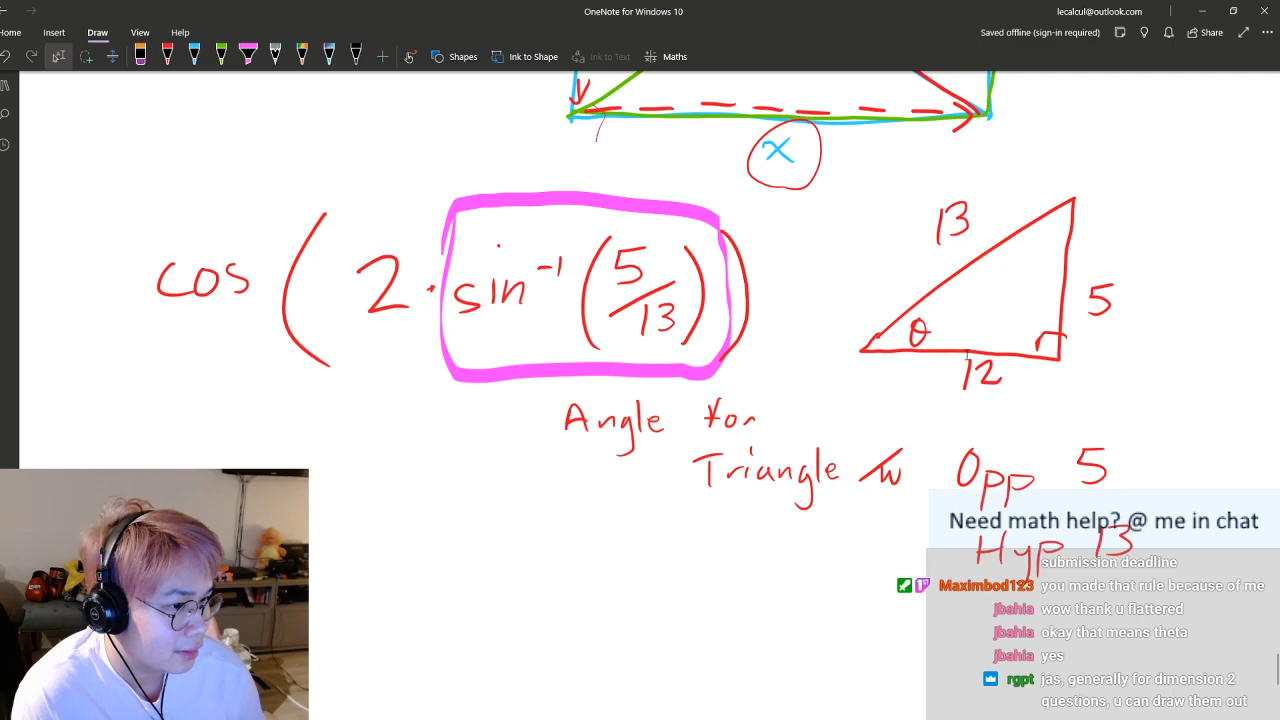 OneNote for Windows 10
lecalcul@outlook.com
Home Insert Draw View Help
Saved offline (sign-in required)
Share
Shapes
Ink to Shape
Ink to Text
Maths
x
cos ( 2 · sin⁻¹ ( 5/13 ) )
13
5
θ
12
Angle for
Triangle w Opp 5
Need math help? @ me in chat
Hyp 13
submission deadline
Maximbod123 you made that rule because of me
jbahia wow thank u flattered
jbahia okay that means theta
jbahia yes
rgpt jas, generally for dimension 2
questions, u can draw them out